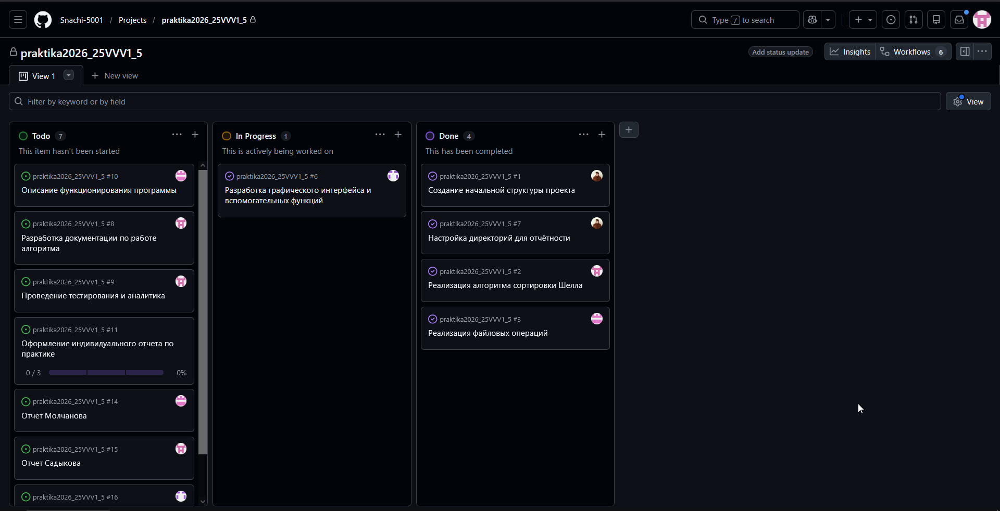 Snachi-5001 / Projects / praktika2026_25VVV1_5
Type / to search
praktika2026_25VVV1_5
Add status update
Insights
Workflows 6
View 1
New view
Filter by keyword or by field
View
Todo 7
This item hasn't been started
praktika2026_25VVV1_5 #10
Описание функционирования программы
praktika2026_25VVV1_5 #8
Разработка документации по работе
алгоритма
praktika2026_25VVV1_5 #9
Проведение тестирования и аналитика
praktika2026_25VVV1_5 #11
Оформление индивидуального отчета по
практике
0 / 3 0%
praktika2026_25VVV1_5 #14
Отчет Молчанова
praktika2026_25VVV1_5 #15
Отчет Садыкова
praktika2026_25VVV1_5 #16
In Progress 1
This is actively being worked on
praktika2026_25VVV1_5 #6
Разработка графического интерфейса и
вспомогательных функций
Done 4
This has been completed
praktika2026_25VVV1_5 #1
Создание начальной структуры проекта
praktika2026_25VVV1_5 #7
Настройка директорий для отчётности
praktika2026_25VVV1_5 #2
Реализация алгоритма сортировки Шелла
praktika2026_25VVV1_5 #3
Реализация файловых операций